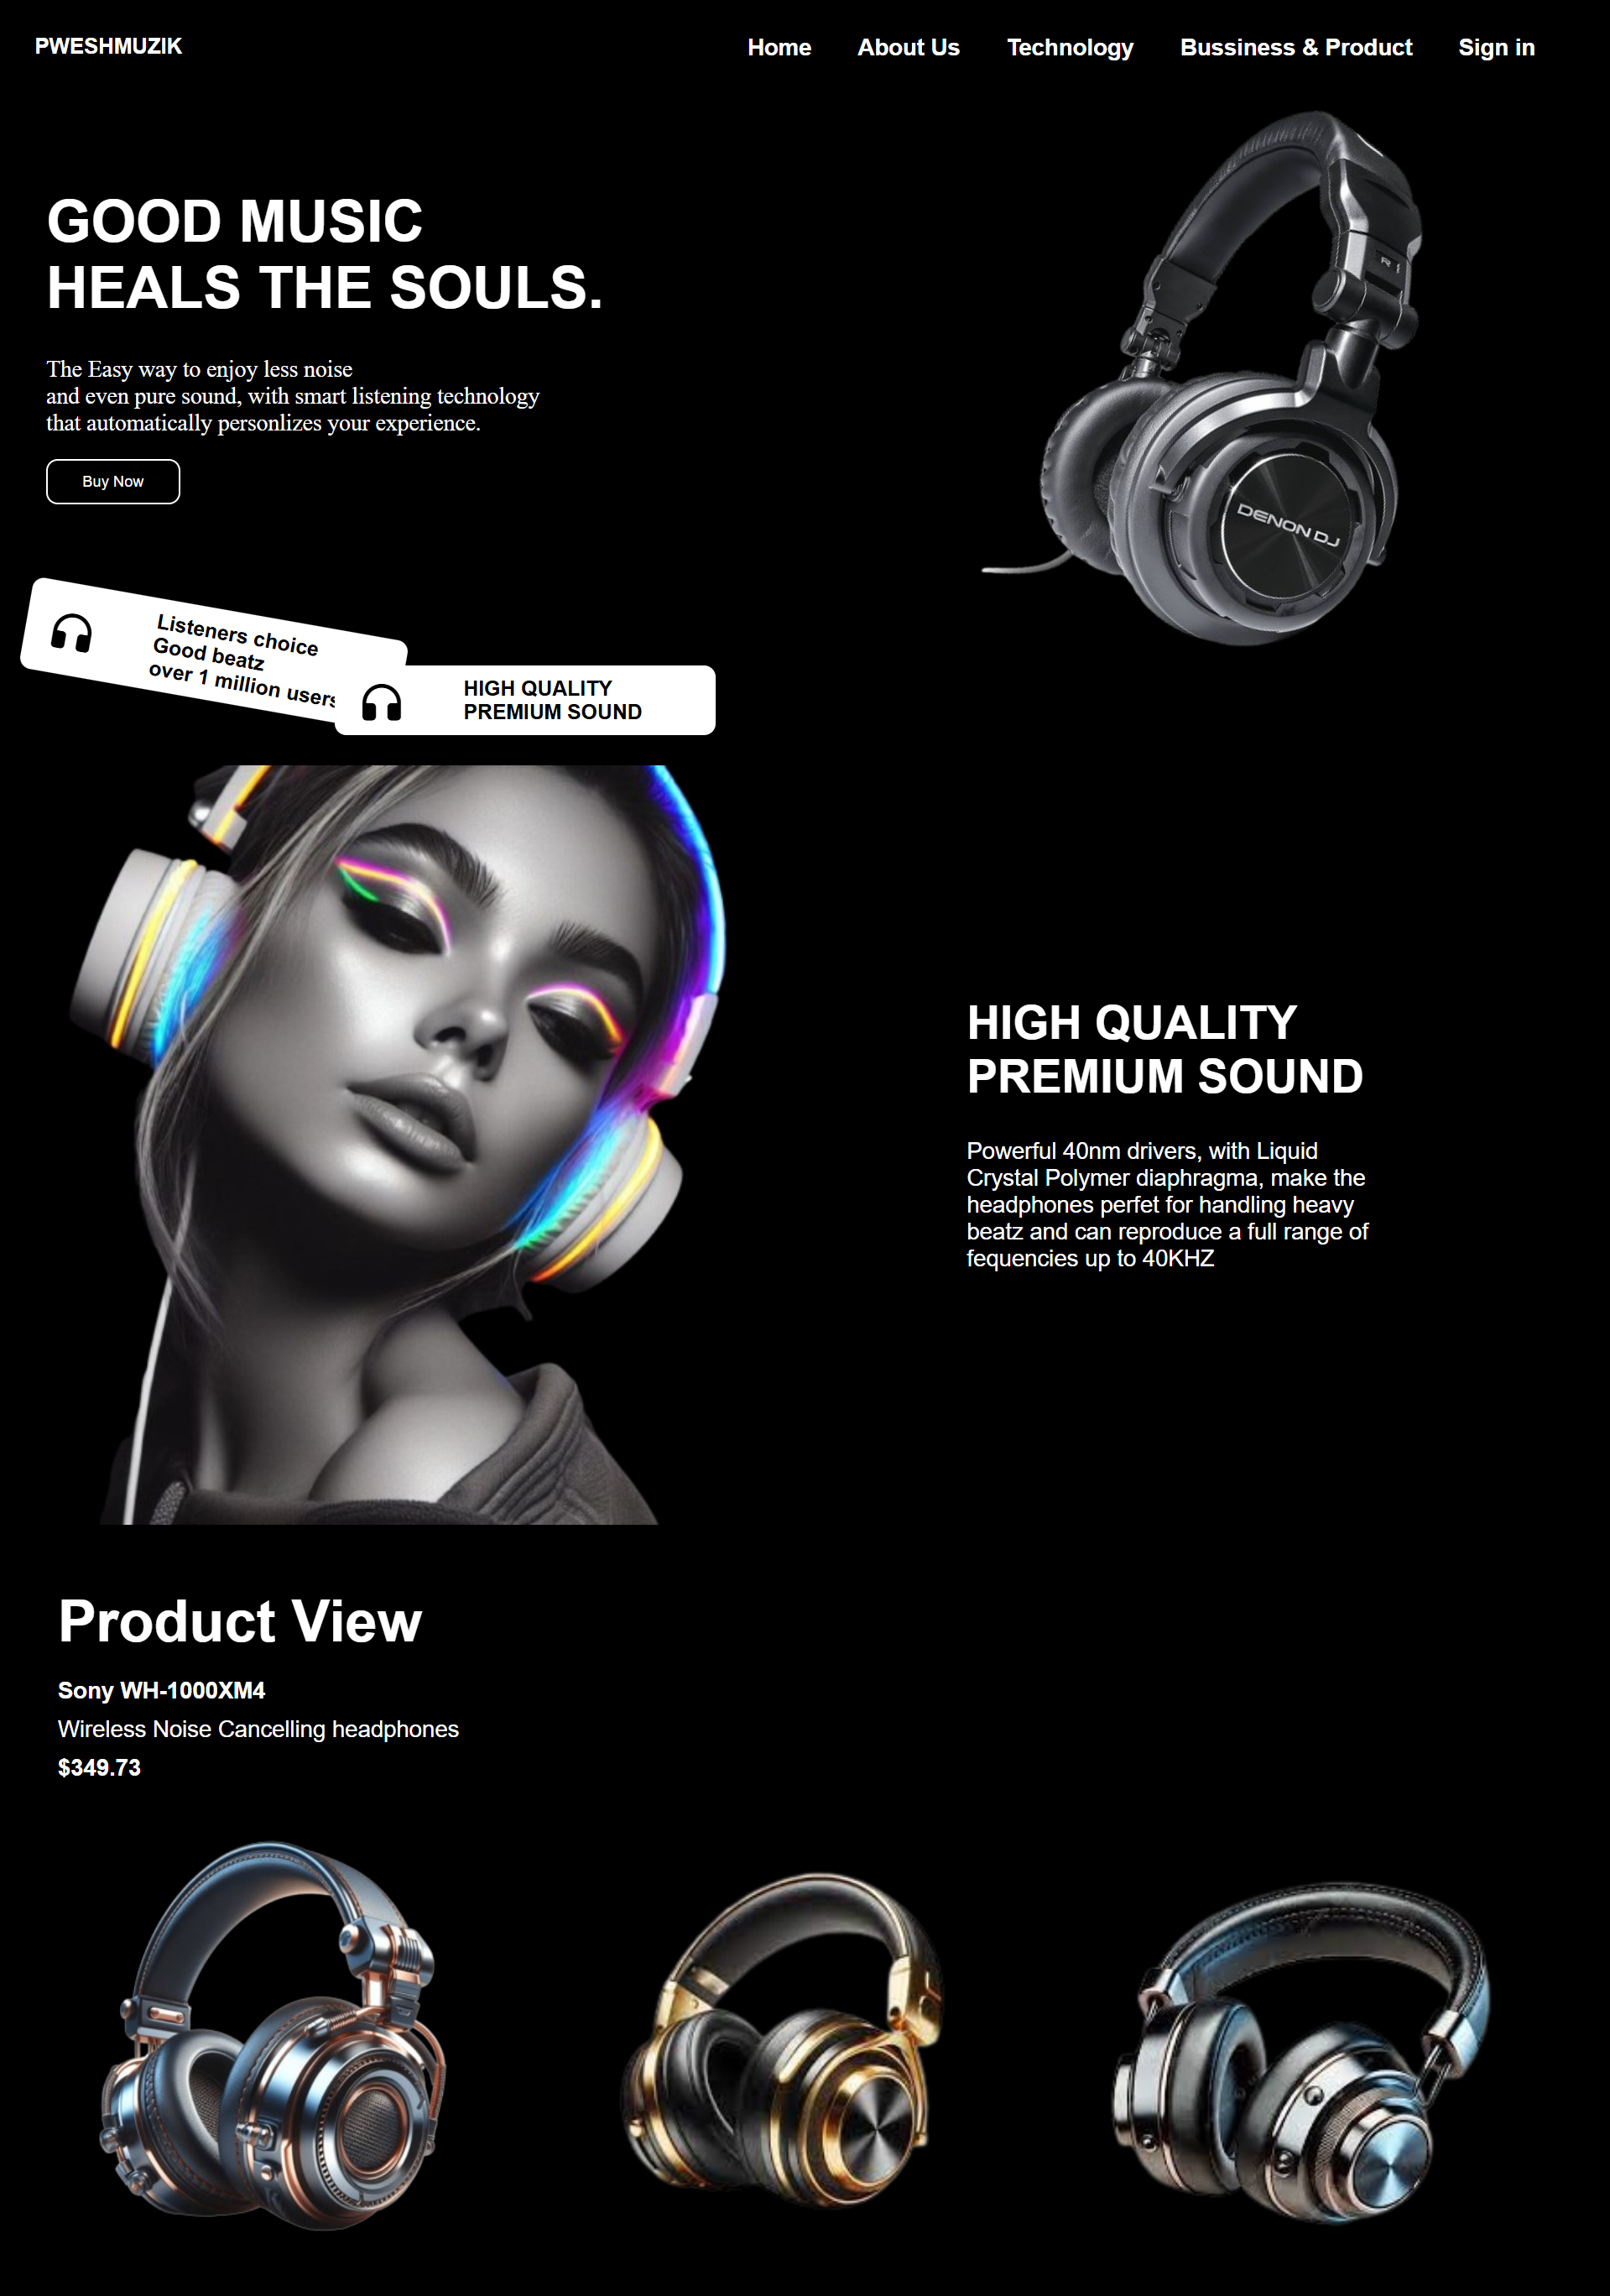 PWESHMUZIK
Home About Us Technology Bussiness & Product Sign in
GOOD MUSIC
HEALS THE SOULS.
The Easy way to enjoy less noise
and even pure sound, with smart listening technology
that automatically personlizes your experience.
Buy Now
DENON DJ
Listeners choice
Good beatz
over 1 million users
HIGH QUALITY
PREMIUM SOUND
HIGH QUALITY
PREMIUM SOUND
Powerful 40nm drivers, with Liquid
Crystal Polymer diaphragma, make the
headphones perfet for handling heavy
beatz and can reproduce a full range of
fequencies up to 40KHZ
Product View
Sony WH-1000XM4
Wireless Noise Cancelling headphones
$349.73